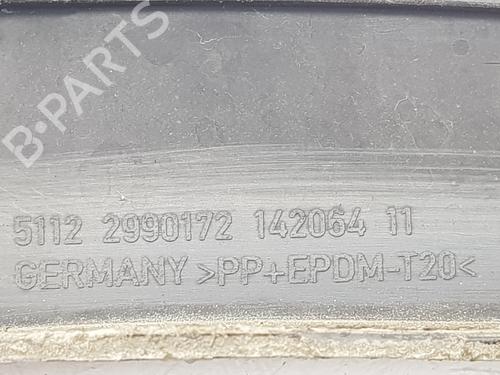 B-PARTS
5112 2990172 142064 11
GERMANY >PP+EPDM-T20<